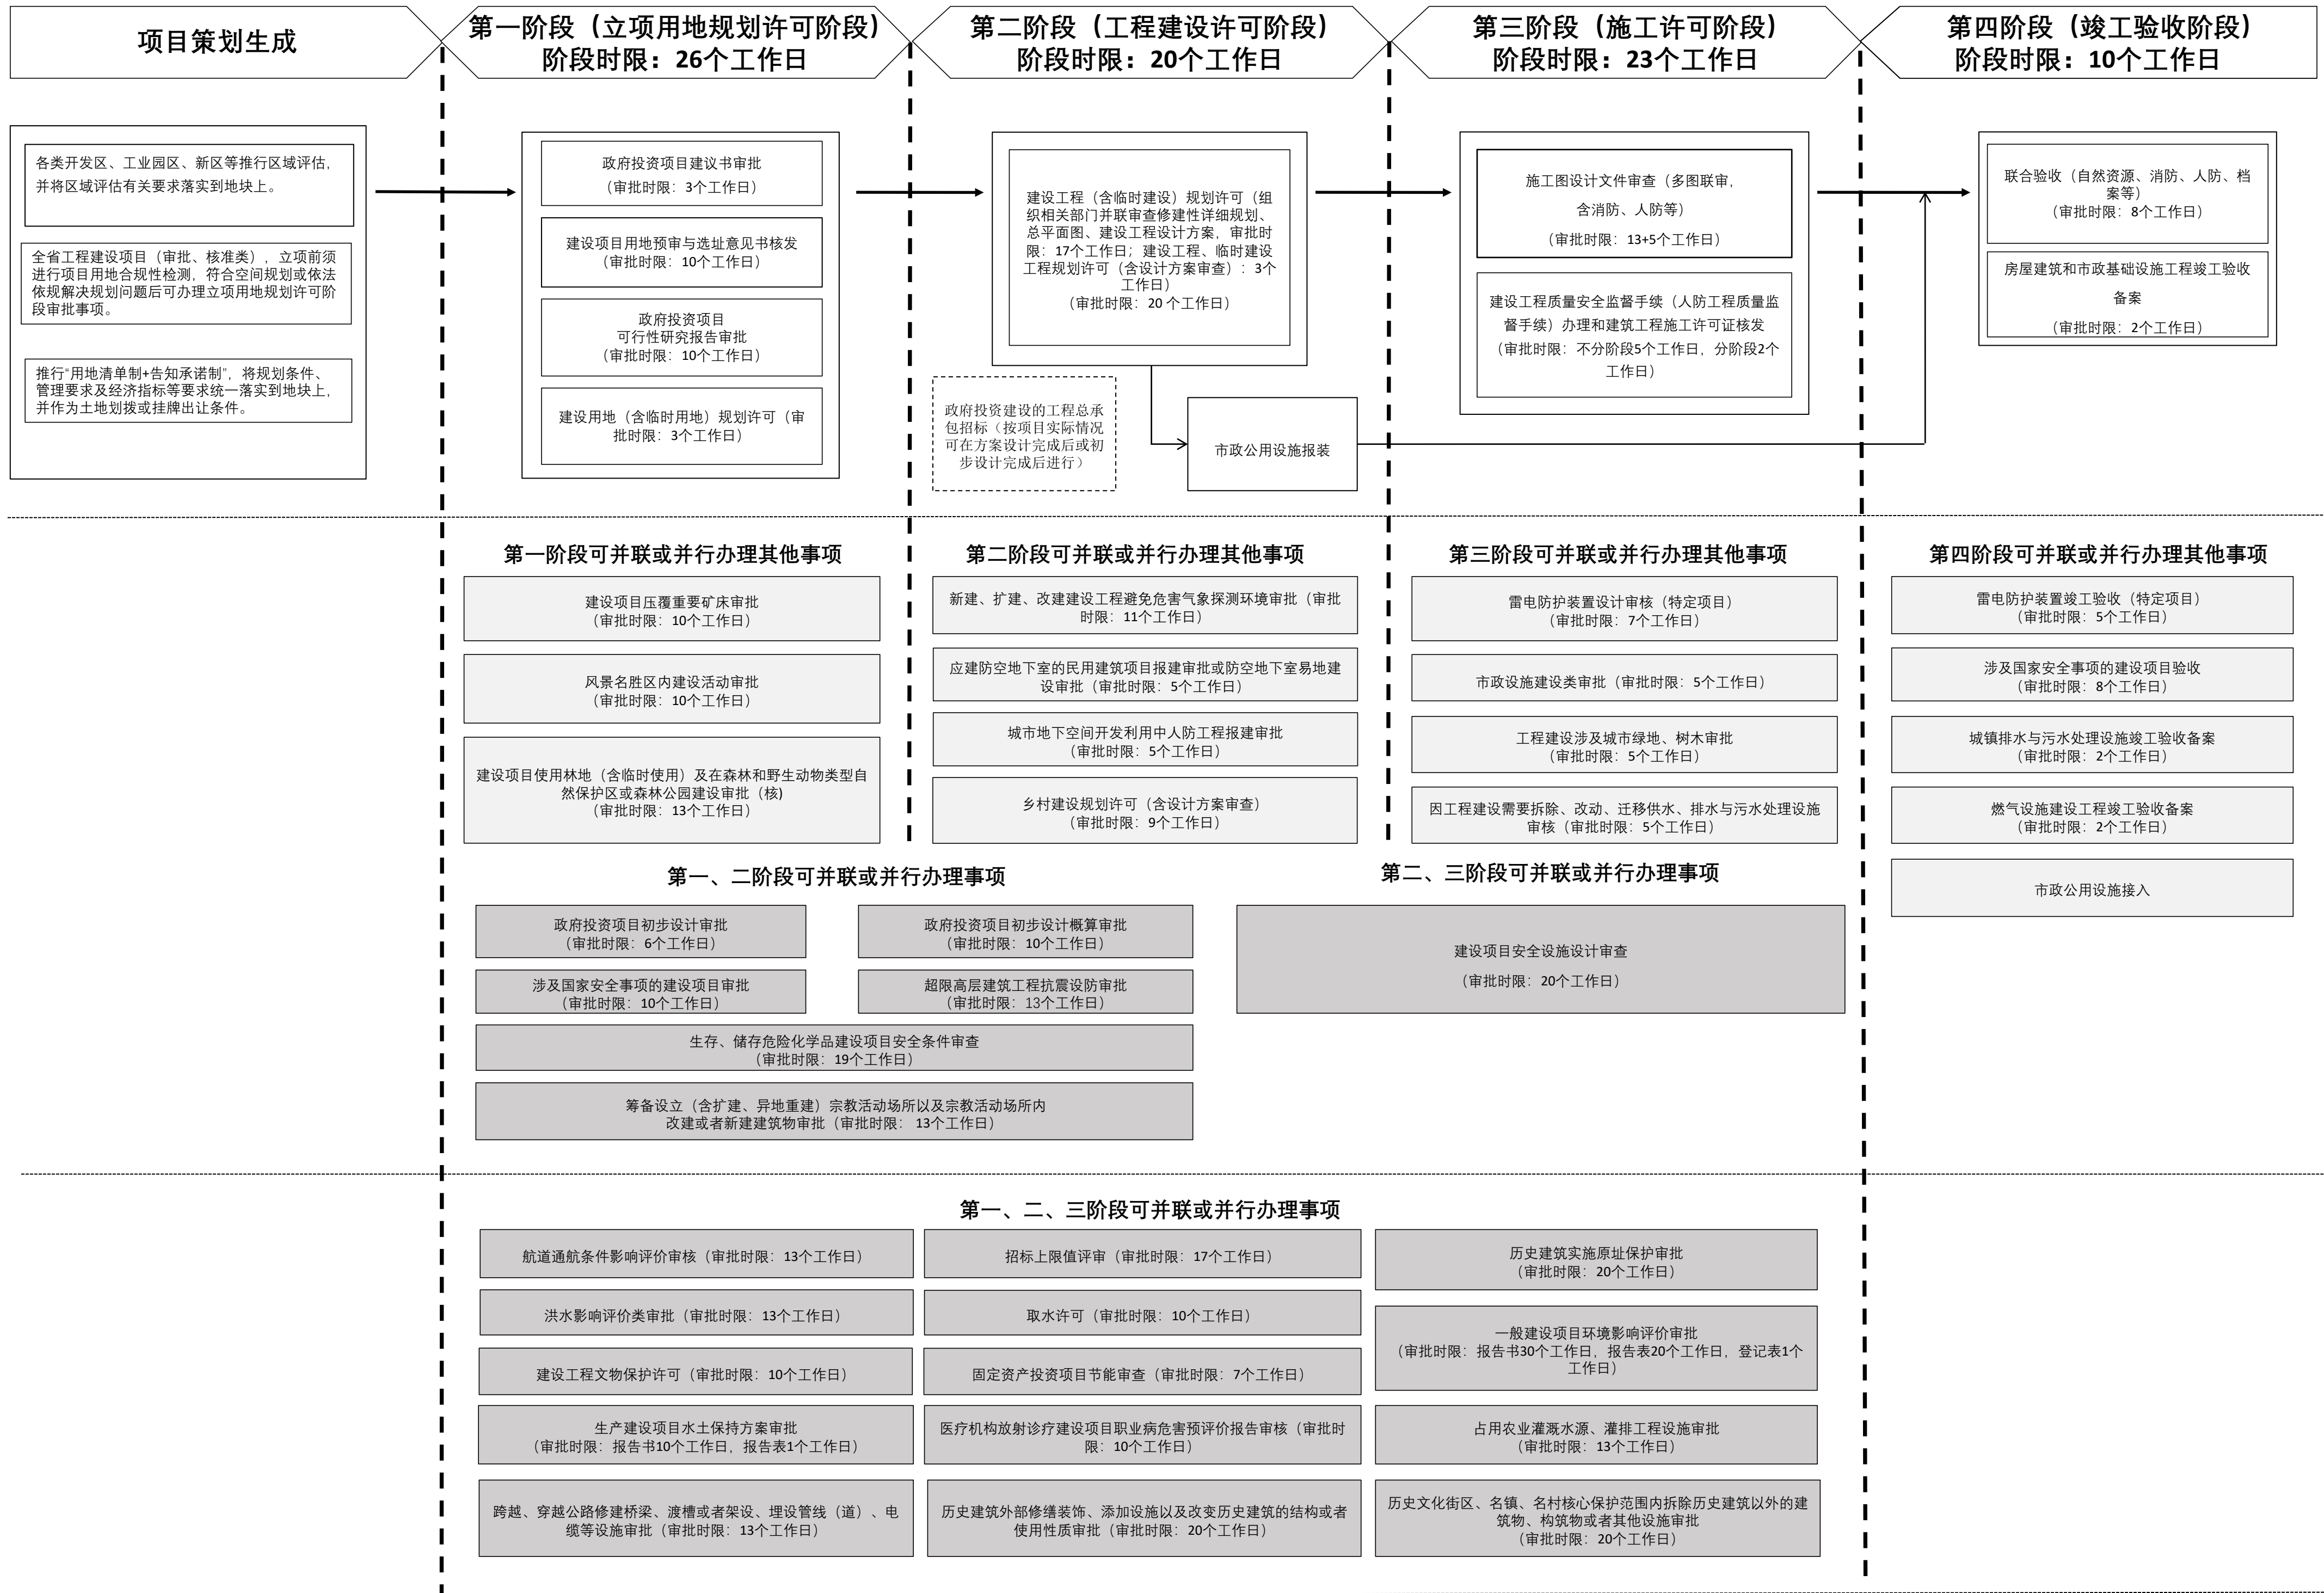 项目策划生成
第一阶段（立项用地规划许可阶段）
阶段时限：26个工作日
第二阶段（工程建设许可阶段）
阶段时限：20个工作日
第三阶段（施工许可阶段）
阶段时限：23个工作日
第四阶段（竣工验收阶段）
阶段时限：10个工作日
各类开发区、工业园区、新区等推行区域评估，
并将区域评估有关要求落实到地块上。
全省工程建设项目（审批、核准类），立项前须
进行项目用地合规性检测，符合空间规划或依法
依规解决规划问题后可办理立项用地规划许可阶
段审批事项。
推行“用地清单制+告知承诺制”，将规划条件、
管理要求及经济指标等要求统一落实到地块上，
并作为土地划拨或挂牌出让条件。
政府投资项目建议书审批
（审批时限：3个工作日）
建设项目用地预审与选址意见书核发
（审批时限：10个工作日）
政府投资项目
可行性研究报告审批
（审批时限：10个工作日）
建设用地（含临时用地）规划许可（审
批时限：3个工作日）
建设工程（含临时建设）规划许可（组
织相关部门并联审查修建性详细规划、
总平面图、建设工程设计方案，审批时
限：17个工作日；建设工程、临时建设
工程规划许可（含设计方案审查）：3个
工作日）
（审批时限：20 个工作日）
政府投资建设的工程总承
包招标（按项目实际情况
可在方案设计完成后或初
步设计完成后进行）
市政公用设施报装
施工图设计文件审查（多图联审，
含消防、人防等）
（审批时限：13+5个工作日）
建设工程质量安全监督手续（人防工程质量监
督手续）办理和建筑工程施工许可证核发
（审批时限：不分阶段5个工作日，分阶段2个
工作日）
联合验收（自然资源、消防、人防、档
案等）
（审批时限：8个工作日）
房屋建筑和市政基础设施工程竣工验收
备案
（审批时限：2个工作日）
第一阶段可并联或并行办理其他事项
建设项目压覆重要矿床审批
（审批时限：10个工作日）
风景名胜区内建设活动审批
（审批时限：10个工作日）
建设项目使用林地（含临时使用）及在森林和野生动物类型自
然保护区或森林公园建设审批（核)
（审批时限：13个工作日）
第二阶段可并联或并行办理其他事项
新建、扩建、改建建设工程避免危害气象探测环境审批（审批
时限：11个工作日）
应建防空地下室的民用建筑项目报建审批或防空地下室易地建
设审批（审批时限：5个工作日）
城市地下空间开发利用中人防工程报建审批
（审批时限：5个工作日）
乡村建设规划许可（含设计方案审查）
（审批时限：9个工作日）
第三阶段可并联或并行办理其他事项
雷电防护装置设计审核（特定项目）
（审批时限：7个工作日）
市政设施建设类审批（审批时限：5个工作日）
工程建设涉及城市绿地、树木审批
（审批时限：5个工作日）
因工程建设需要拆除、改动、迁移供水、排水与污水处理设施
审核（审批时限：5个工作日）
第四阶段可并联或并行办理其他事项
雷电防护装置竣工验收（特定项目）
（审批时限：5个工作日）
涉及国家安全事项的建设项目验收
（审批时限：8个工作日）
城镇排水与污水处理设施竣工验收备案
（审批时限：2个工作日）
燃气设施建设工程竣工验收备案
（审批时限：2个工作日）
市政公用设施接入
第一、二阶段可并联或并行办理事项
政府投资项目初步设计审批
（审批时限：6个工作日）
政府投资项目初步设计概算审批
（审批时限：10个工作日）
涉及国家安全事项的建设项目审批
（审批时限：10个工作日）
超限高层建筑工程抗震设防审批
（审批时限：13个工作日）
生存、储存危险化学品建设项目安全条件审查
（审批时限：19个工作日）
筹备设立（含扩建、异地重建）宗教活动场所以及宗教活动场所内
改建或者新建建筑物审批（审批时限： 13个工作日）
第二、三阶段可并联或并行办理事项
建设项目安全设施设计审查
（审批时限：20个工作日）
第一、二、三阶段可并联或并行办理事项
航道通航条件影响评价审核（审批时限：13个工作日）
招标上限值评审（审批时限：17个工作日）
历史建筑实施原址保护审批
（审批时限：20个工作日）
洪水影响评价类审批（审批时限：13个工作日）
取水许可（审批时限：10个工作日）
一般建设项目环境影响评价审批
（审批时限：报告书30个工作日，报告表20个工作日，登记表1个
工作日）
建设工程文物保护许可（审批时限：10个工作日）
固定资产投资项目节能审查（审批时限：7个工作日）
生产建设项目水土保持方案审批
（审批时限：报告书10个工作日，报告表1个工作日）
医疗机构放射诊疗建设项目职业病危害预评价报告审核（审批时
限：10个工作日）
占用农业灌溉水源、灌排工程设施审批
（审批时限：13个工作日）
跨越、穿越公路修建桥梁、渡槽或者架设、埋设管线（道）、电
缆等设施审批（审批时限：13个工作日）
历史建筑外部修缮装饰、添加设施以及改变历史建筑的结构或者
使用性质审批（审批时限：20个工作日）
历史文化街区、名镇、名村核心保护范围内拆除历史建筑以外的建
筑物、构筑物或者其他设施审批
（审批时限：20个工作日）